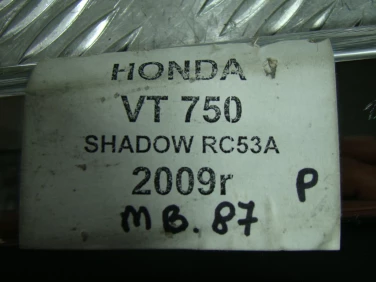 HONDA
VT 750
SHADOW RC53A
2009r P
MB.87